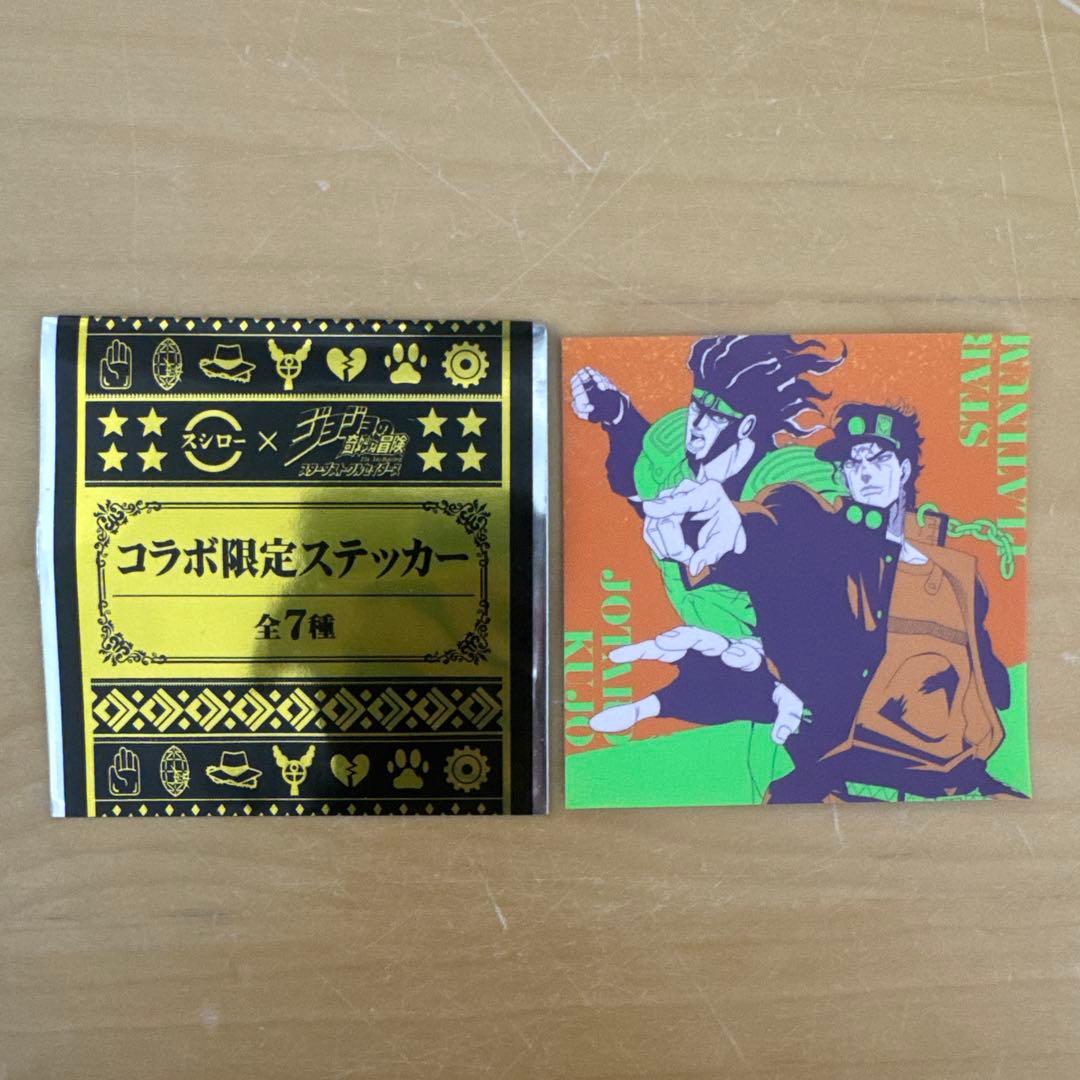 スシロー×ジョジョの奇妙な冒険
スターダストクルセイダース
コラボ限定ステッカー
全7種
STAR
PLATINUM
JOTARO
KUJO